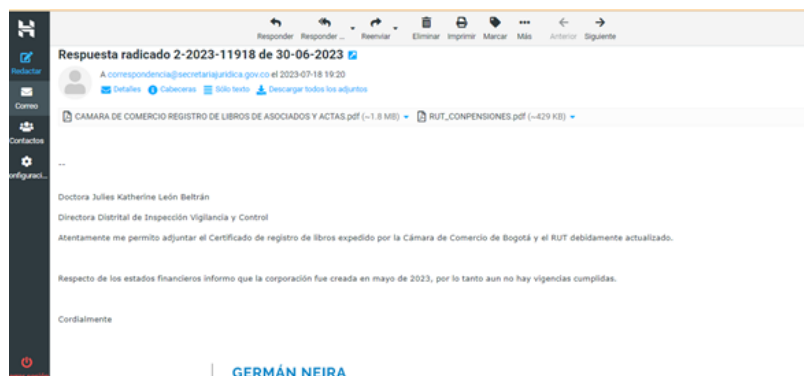 Responder Responder ... Reenviar Eliminar Imprimir Marcar Más Anterior Siguiente
Redactar
Correo
Contactos
onfiguraci...
Respuesta radicado 2-2023-11918 de 30-06-2023
A correspondencia@secretariajuridica.gov.co el 2023-07-18 19:20
Detalles Cabeceras Sólo texto Descargar todos los adjuntos
CAMARA DE COMERCIO REGISTRO DE LIBROS DE ASOCIADOS Y ACTAS.pdf (~1.8 MB) RUT_CONPENSIONES.pdf (~429 KB)
--
Doctora Julies Katherine León Beltrán
Directora Distrital de Inspección Vigilancia y Control
Atentamente me permito adjuntar el Certificado de registro de libros expedido por la Cámara de Comercio de Bogotá y el RUT debidamente actualizado.
Respecto de los estados financieros informo que la corporación fue creada en mayo de 2023, por lo tanto aun no hay vigencias cumplidas.
Cordialmente
GERMÁN NEIRA